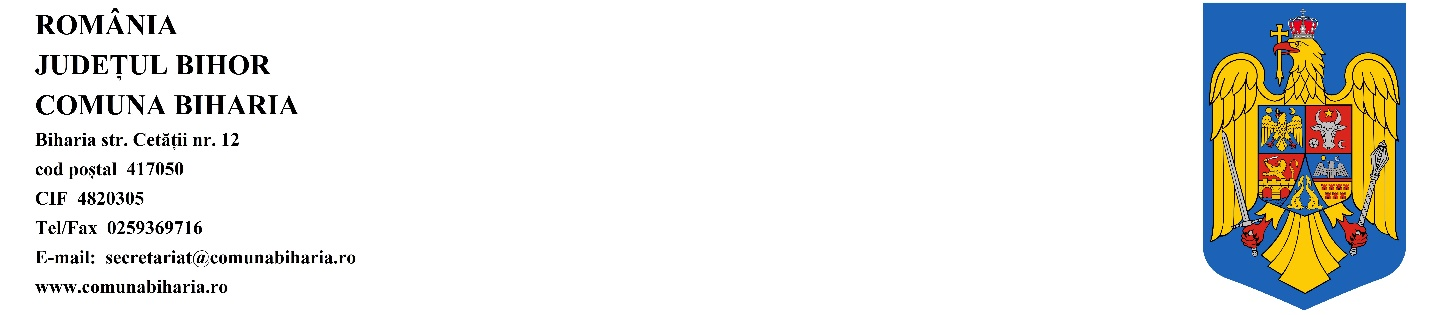 ROMÂNIA
JUDEȚUL BIHOR
COMUNA BIHARIA
Biharia str. Cetății nr. 12
cod poștal  417050
CIF  4820305
Tel/Fax  0259369716
E-mail:  secretariat@comunabiharia.ro
www.comunabiharia.ro